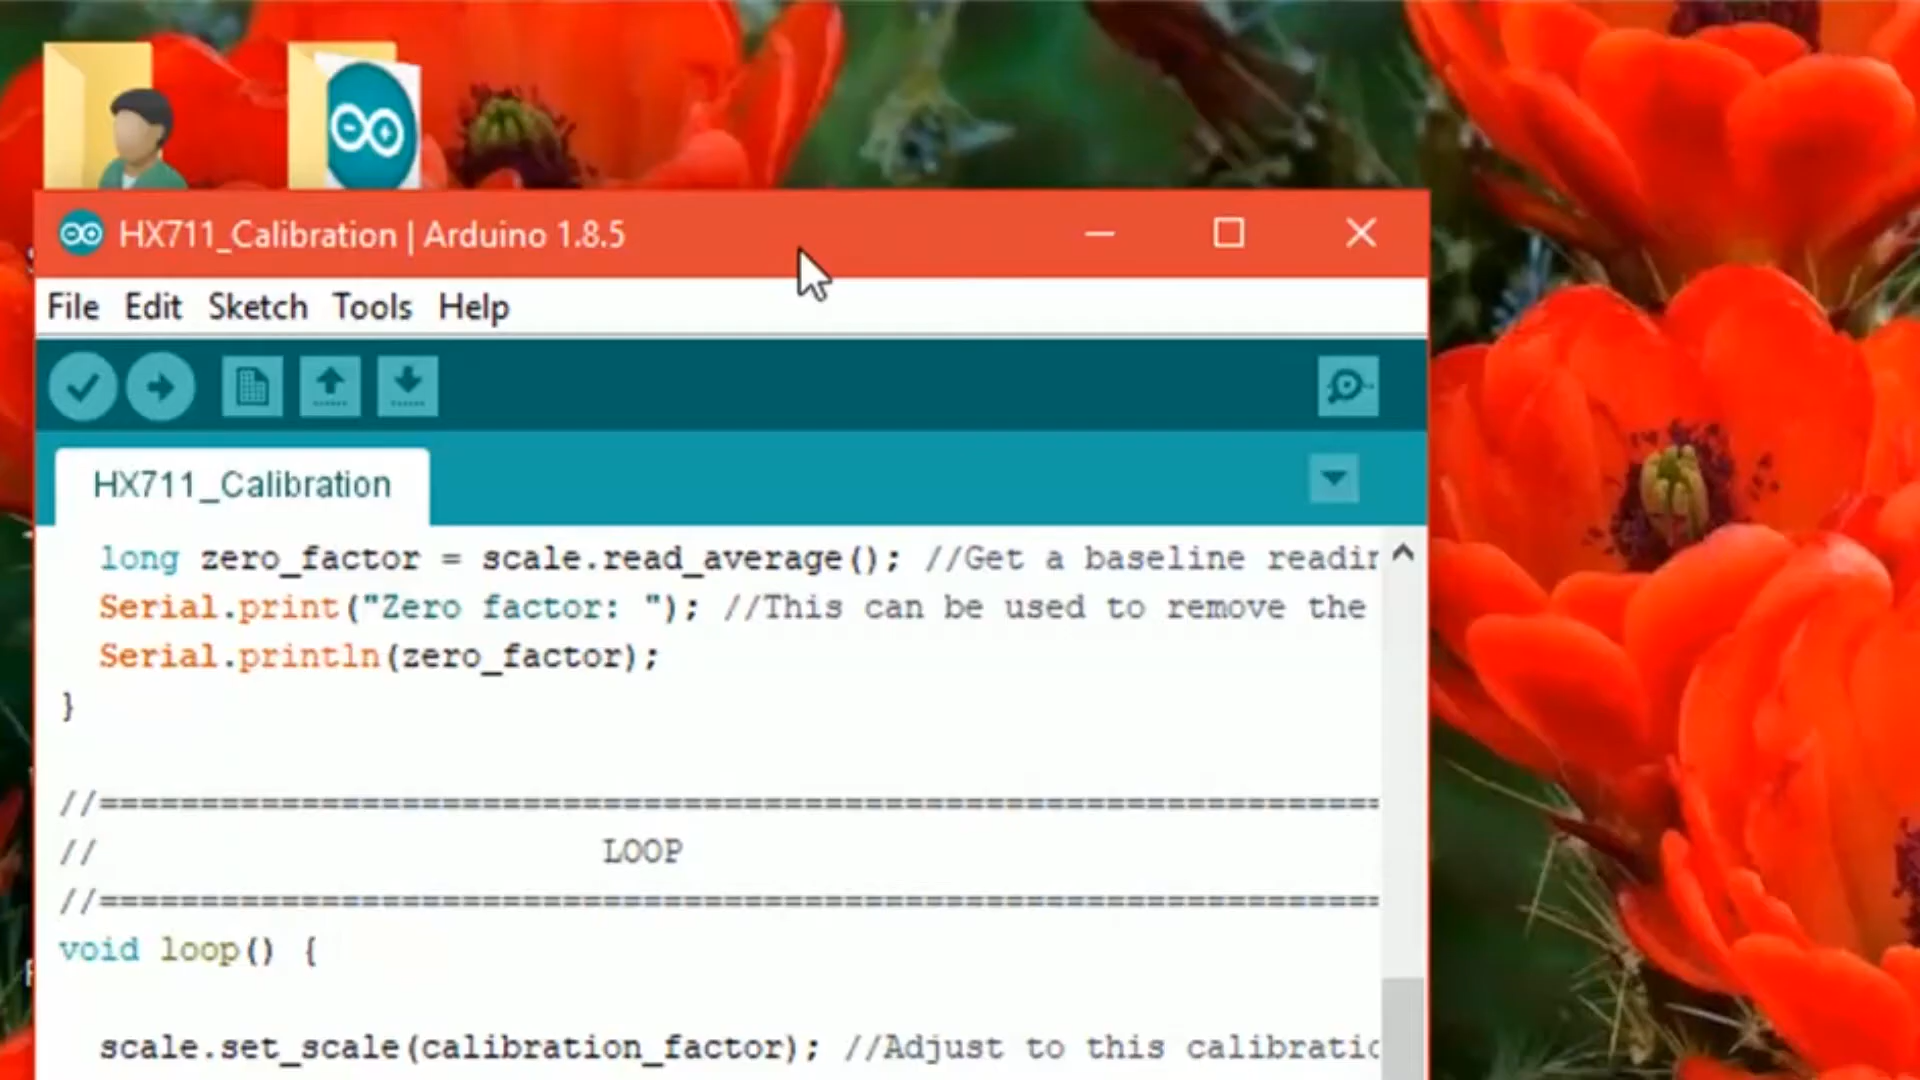 HX711_Calibration | Arduino 1.8.5
File Edit Sketch Tools Help
HX711_Calibration
long zero_factor = scale.read_average(); //Get a baseline
Serial.print("Zero factor: "); //This can be used to remove the
Serial.println(zero_factor);
}
//================================================================
// LOOP
//================================================================
void loop() {
scale.set_scale(calibration_factor); //Adjust to this